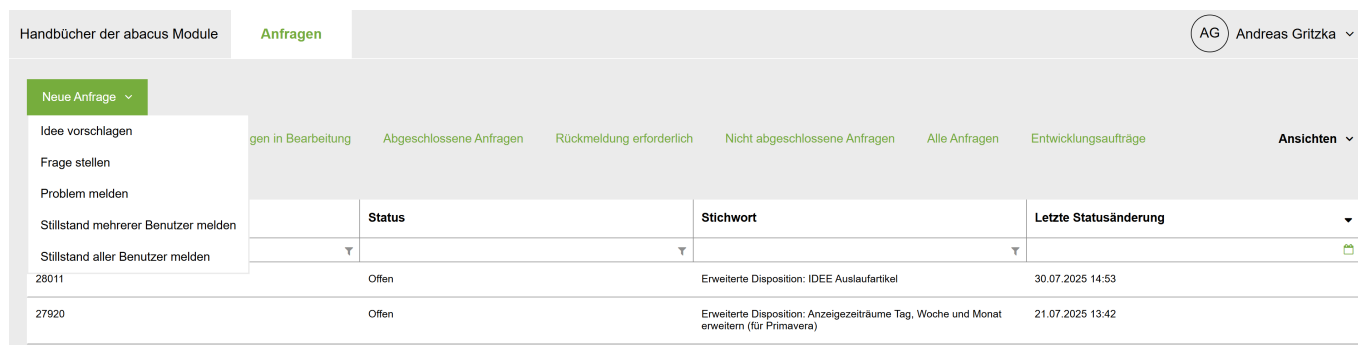 Handbücher der abacus Module
Anfragen
AG
Andreas Gritzka
Neue Anfrage
Idee vorschlagen
Frage stellen
Problem melden
Stillstand mehrerer Benutzer melden
Stillstand aller Benutzer melden
gen in Bearbeitung
Abgeschlossene Anfragen
Rückmeldung erforderlich
Nicht abgeschlossene Anfragen
Alle Anfragen
Entwicklungsaufträge
Ansichten
Status
Stichwort
Letzte Statusänderung
28011
Offen
Erweiterte Disposition: IDEE Auslaufartikel
30.07.2025 14:53
27920
Offen
Erweiterte Disposition: Anzeigezeiträume Tag, Woche und Monat
erweitern (für Primavera)
21.07.2025 13:42